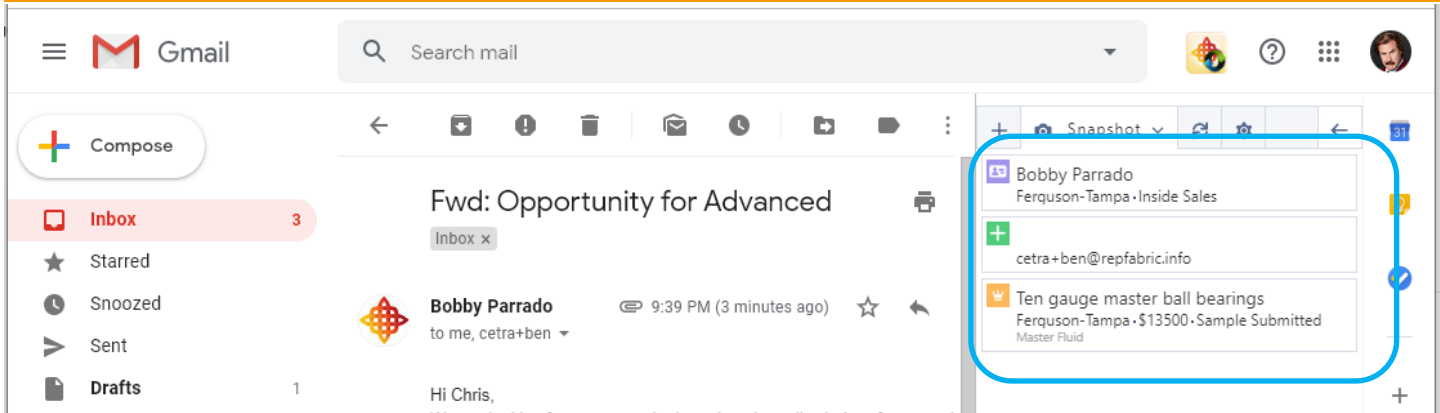 Gmail
Search mail
Compose
Inbox 3
Starred
Snoozed
Sent
Drafts 1
Fwd: Opportunity for Advanced
Inbox x
Bobby Parrado 9:39 PM (3 minutes ago)
to me, cetra+ben
Hi Chris,
Snapshot
Bobby Parrado
Ferguson-Tampa•Inside Sales
cetra+ben@repfabric.info
Ten gauge master ball bearings
Ferguson-Tampa•$13500•Sample Submitted
Master Fluid
31